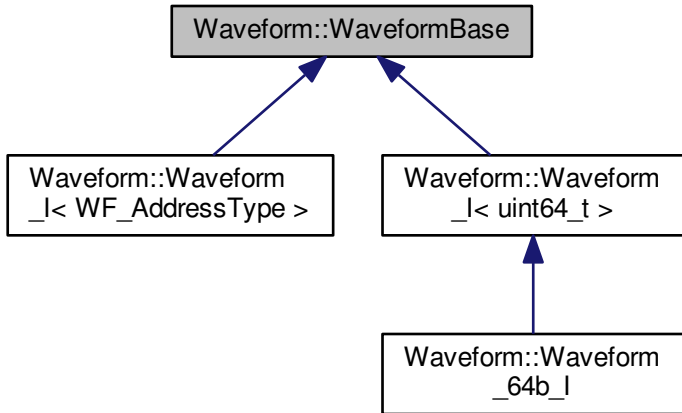 Waveform::WaveformBase
Waveform::Waveform
_I< WF_AddressType >
Waveform::Waveform
_I< uint64_t >
Waveform::Waveform
_64b_I